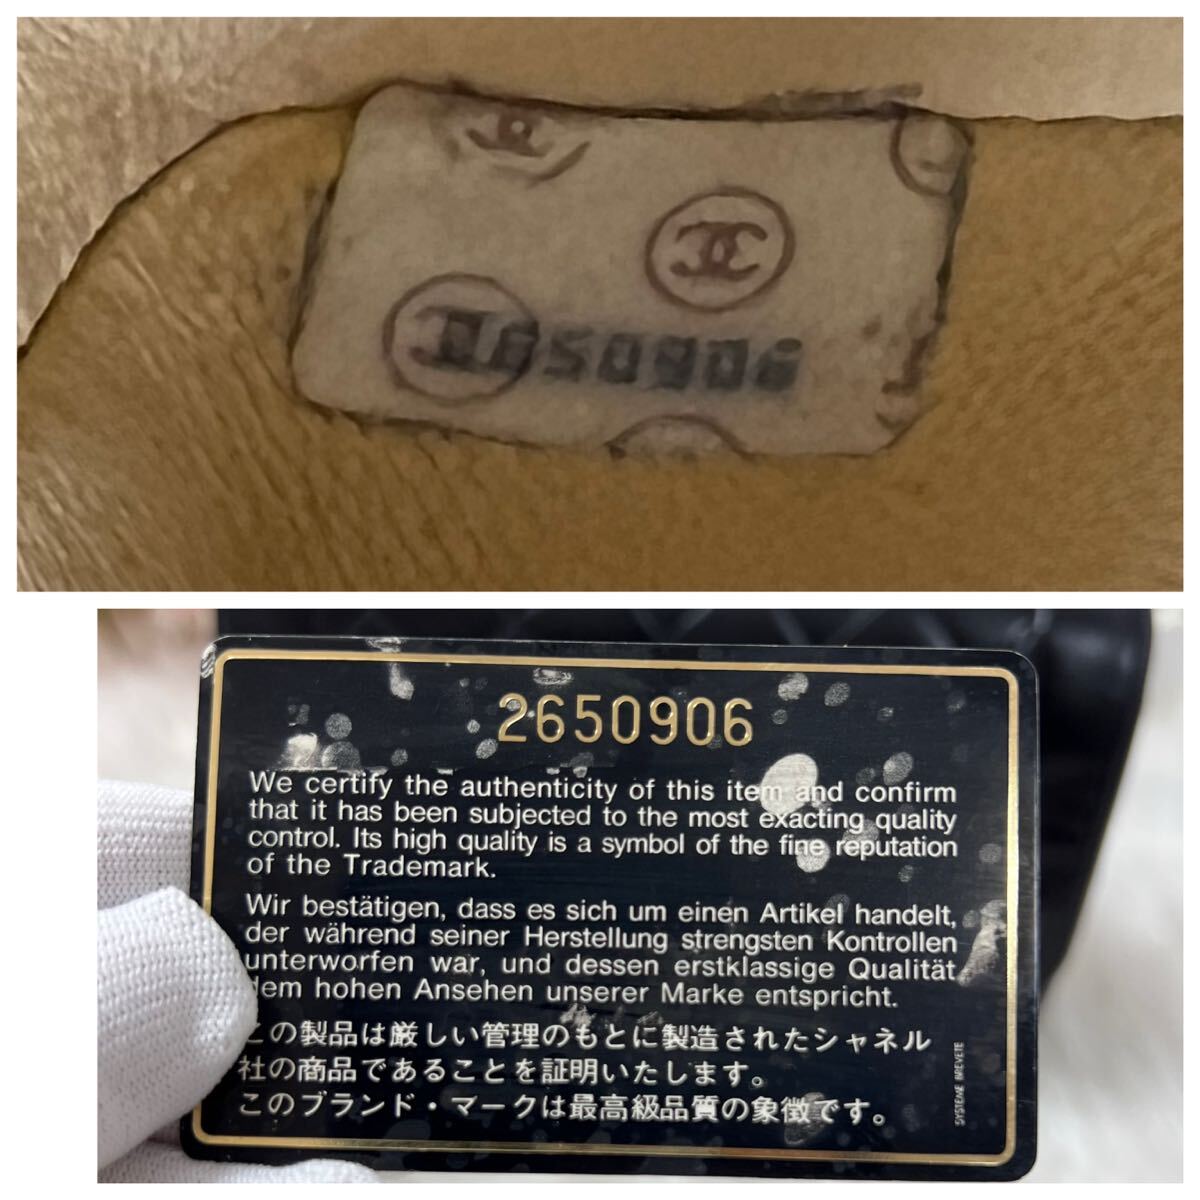 2650906
2650906
We certify the authenticity of this item and confirm
that it has been subjected to the most exacting quality
control. Its high quality is a symbol of the fine reputation
of the Trademark.
Wir bestätigen, dass es sich um einen Artikel handelt,
der während seiner Herstellung strengsten Kontrollen
unterworfen war, und dessen erstklassige Qualität
dem hohen Ansehen unserer Marke entspricht.
この製品は厳しい管理のもとに製造されたシャネル
社の商品であることを証明いたします。
このブランド・マークは最高級品質の象徴です。
SYSTEME BREVETE